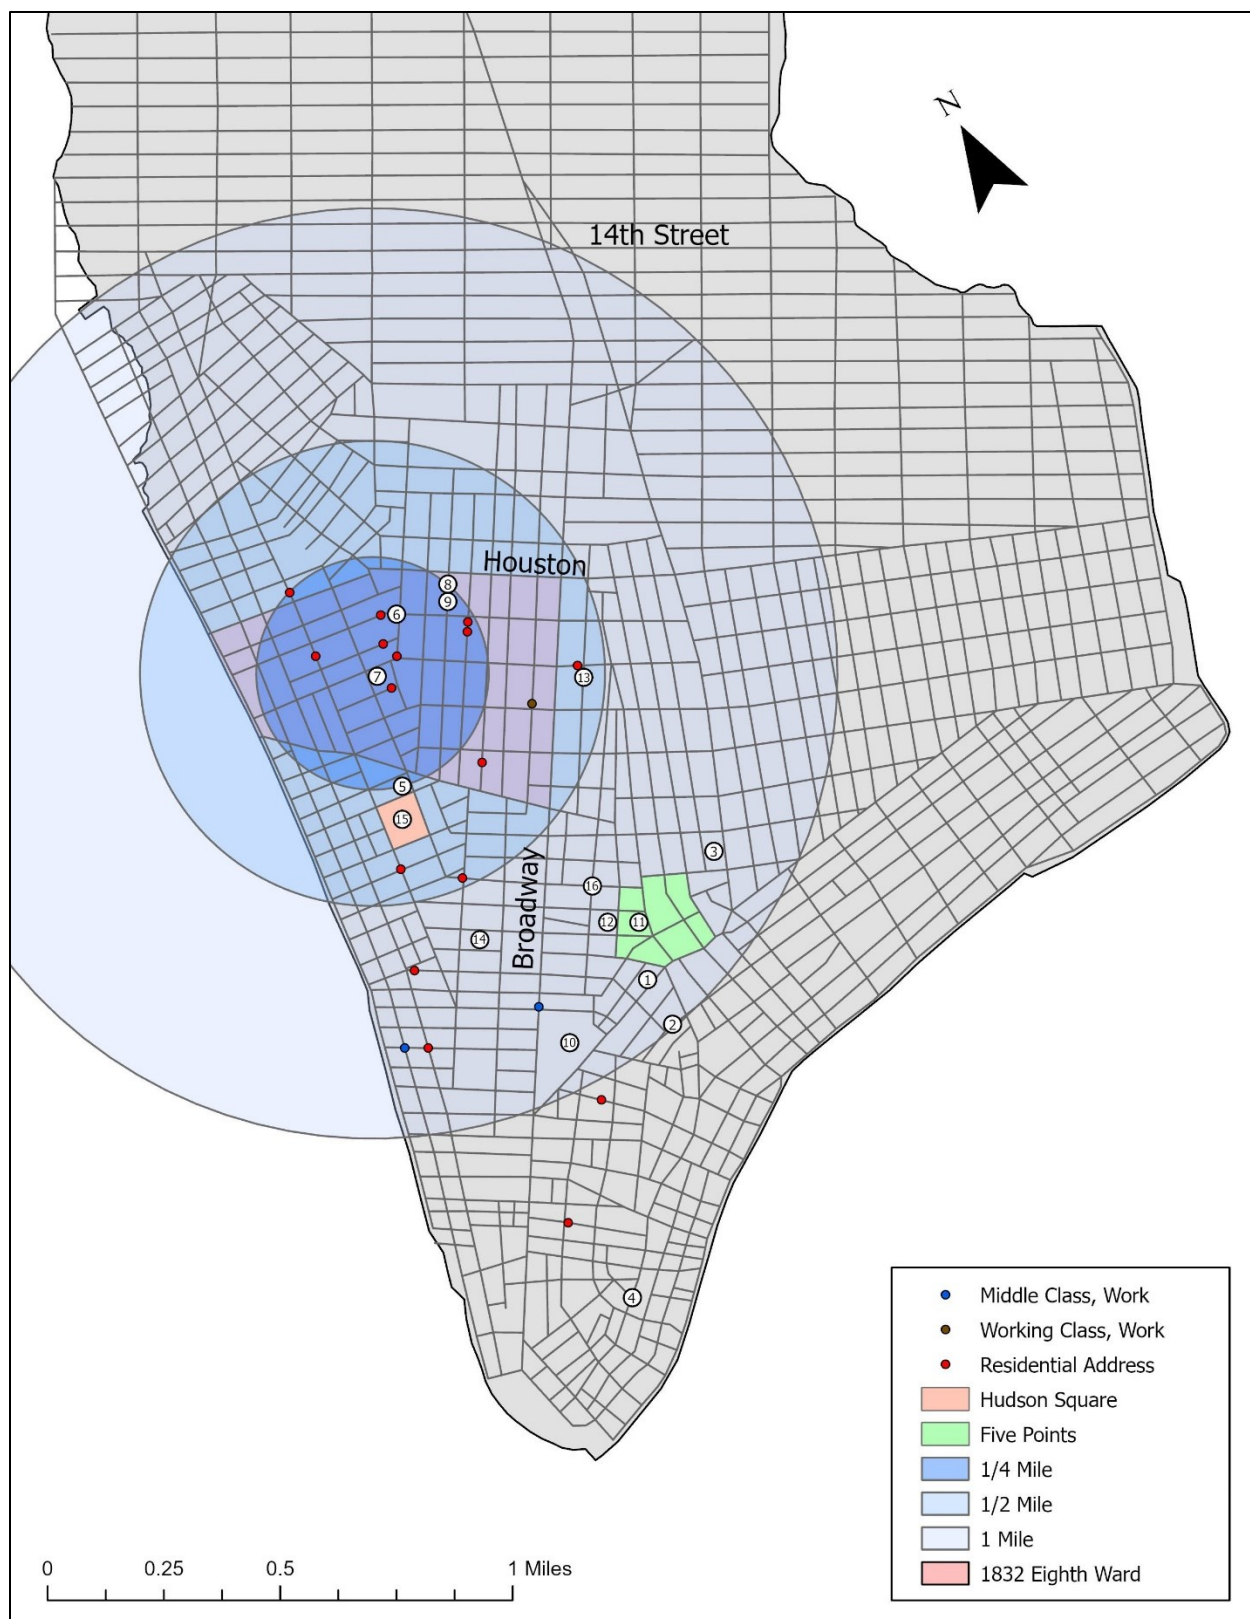 N
14th Street
Houston
8
9
6
7
13
5
15
3
Broadway
16
12
11
14
1
2
10
4
Middle Class, Work
Working Class, Work
Residential Address
Hudson Square
Five Points
1/4 Mile
1/2 Mile
1 Mile
1832 Eighth Ward
0 0.25 0.5 1 Miles